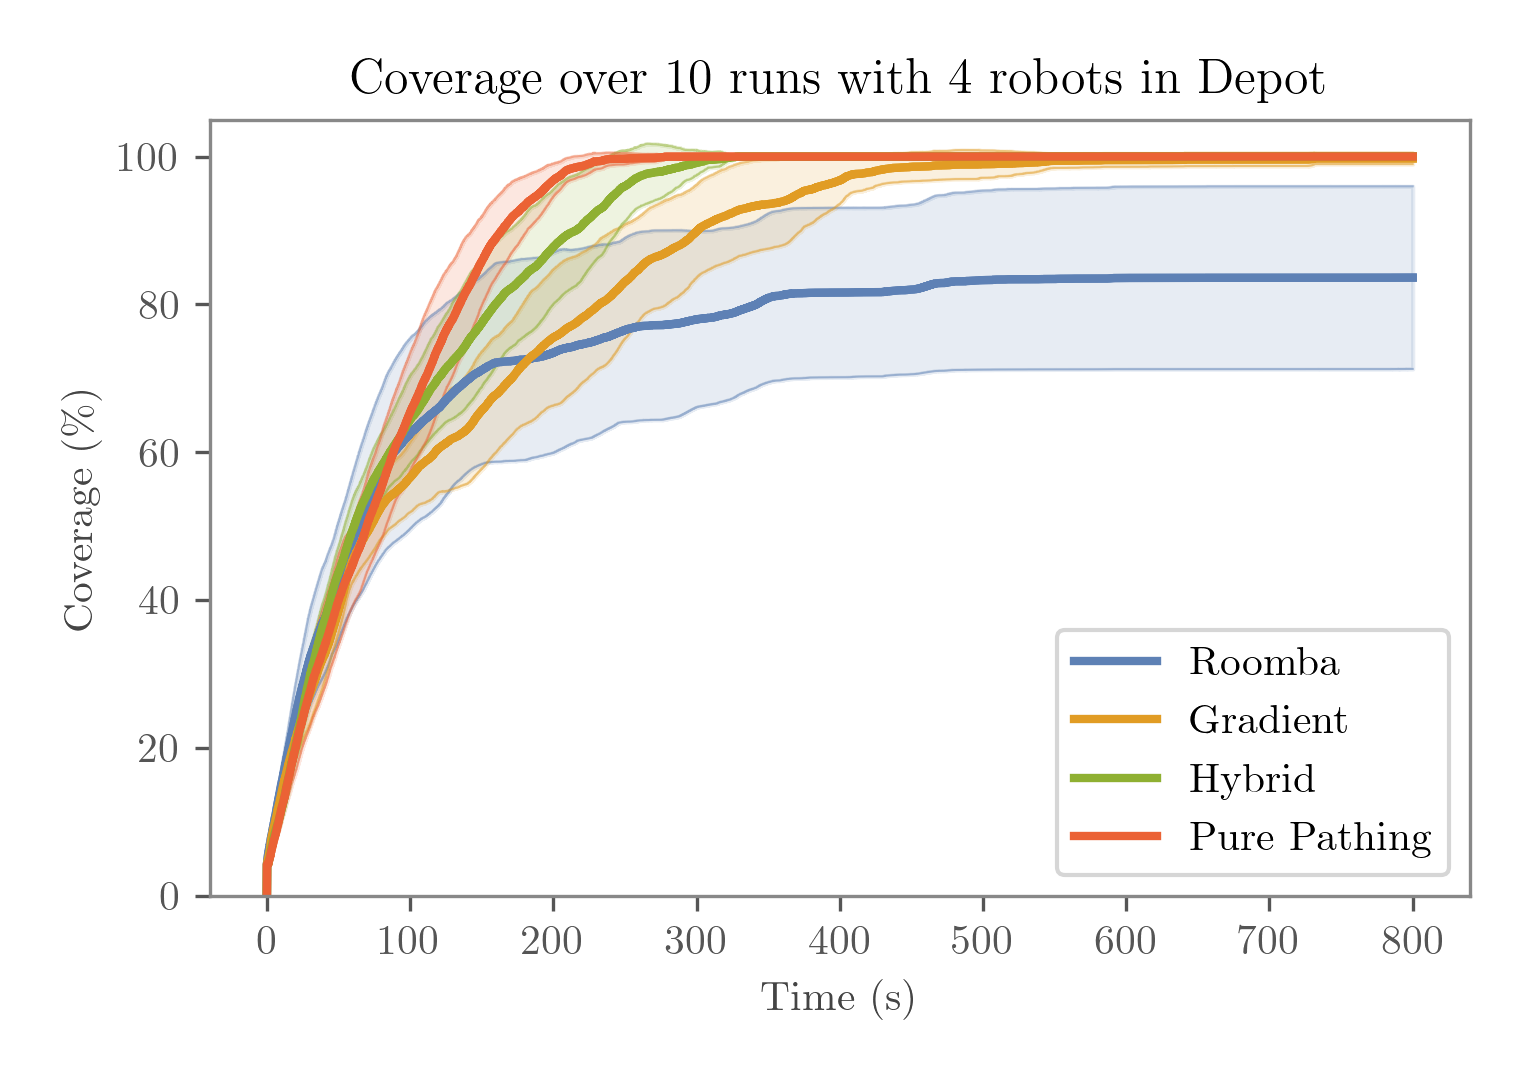 Coverage over 10 runs with 4 robots in Depot
Coverage (%)
100
80
60
40
20
0
0 100 200 300 400 500 600 700 800
Time (s)
Roomba
Gradient
Hybrid
Pure Pathing